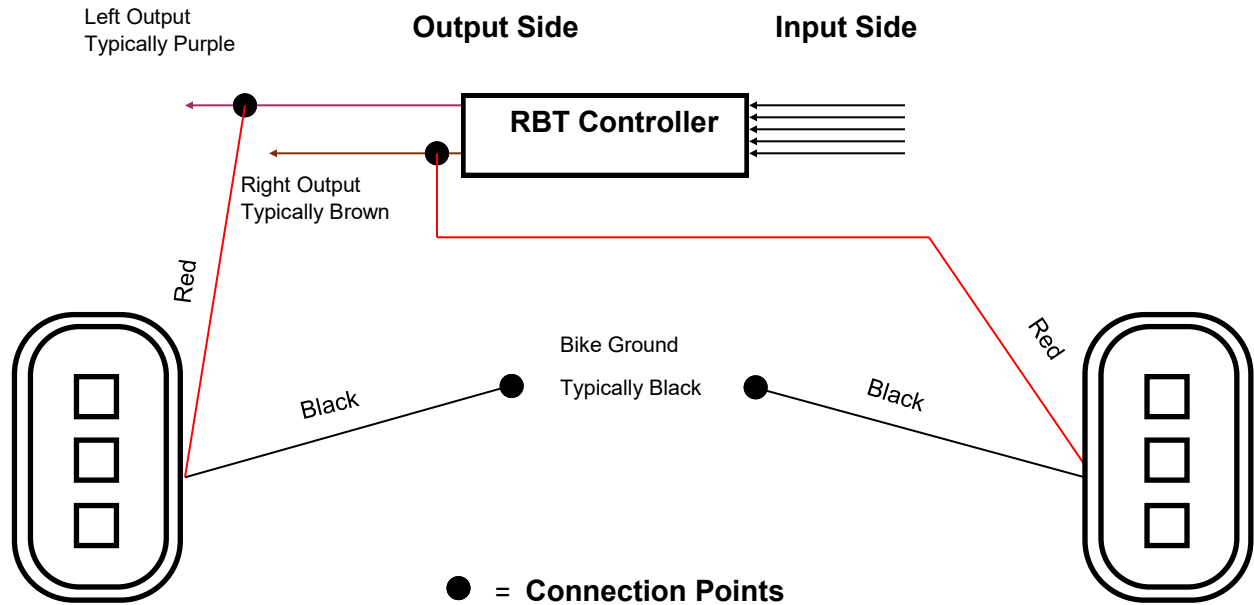 Left Output
Typically Purple
Output Side
Input Side
RBT Controller
Right Output
Typically Brown
Red
Red
Bike Ground
Typically Black
Black
Black
= Connection Points